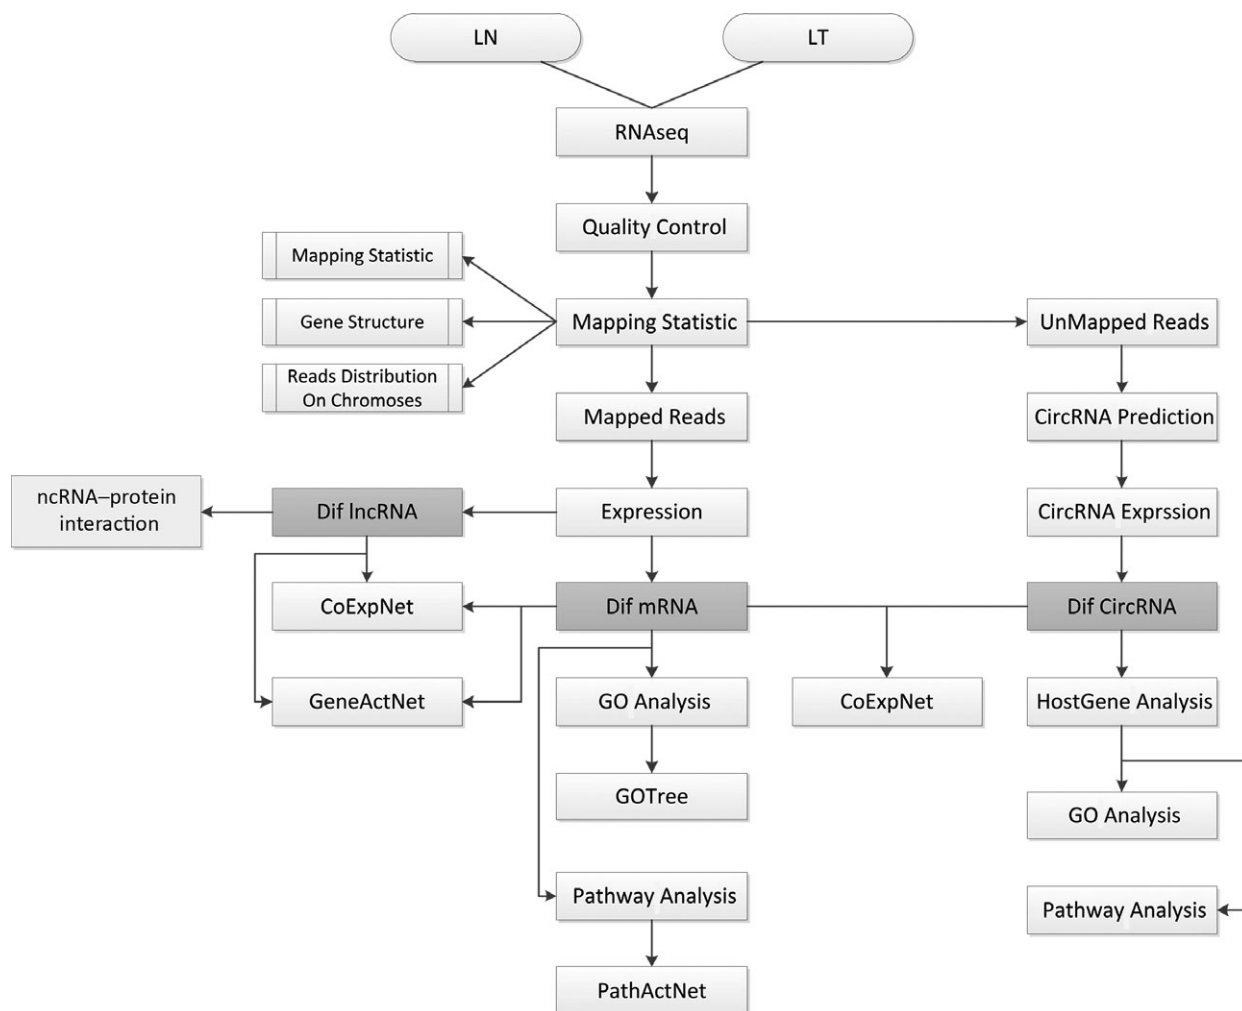 LN
LT
RNAseq
Quality Control
Mapping Statistic
Gene Structure
Reads Distribution
On Chromoses
Mapping Statistic
UnMapped Reads
Mapped Reads
CircRNA Prediction
ncRNA–protein
interaction
Dif lncRNA
Expression
CircRNA Exprssion
CoExpNet
Dif mRNA
Dif CircRNA
GeneActNet
GO Analysis
CoExpNet
HostGene Analysis
GOTree
GO Analysis
Pathway Analysis
Pathway Analysis
PathActNet